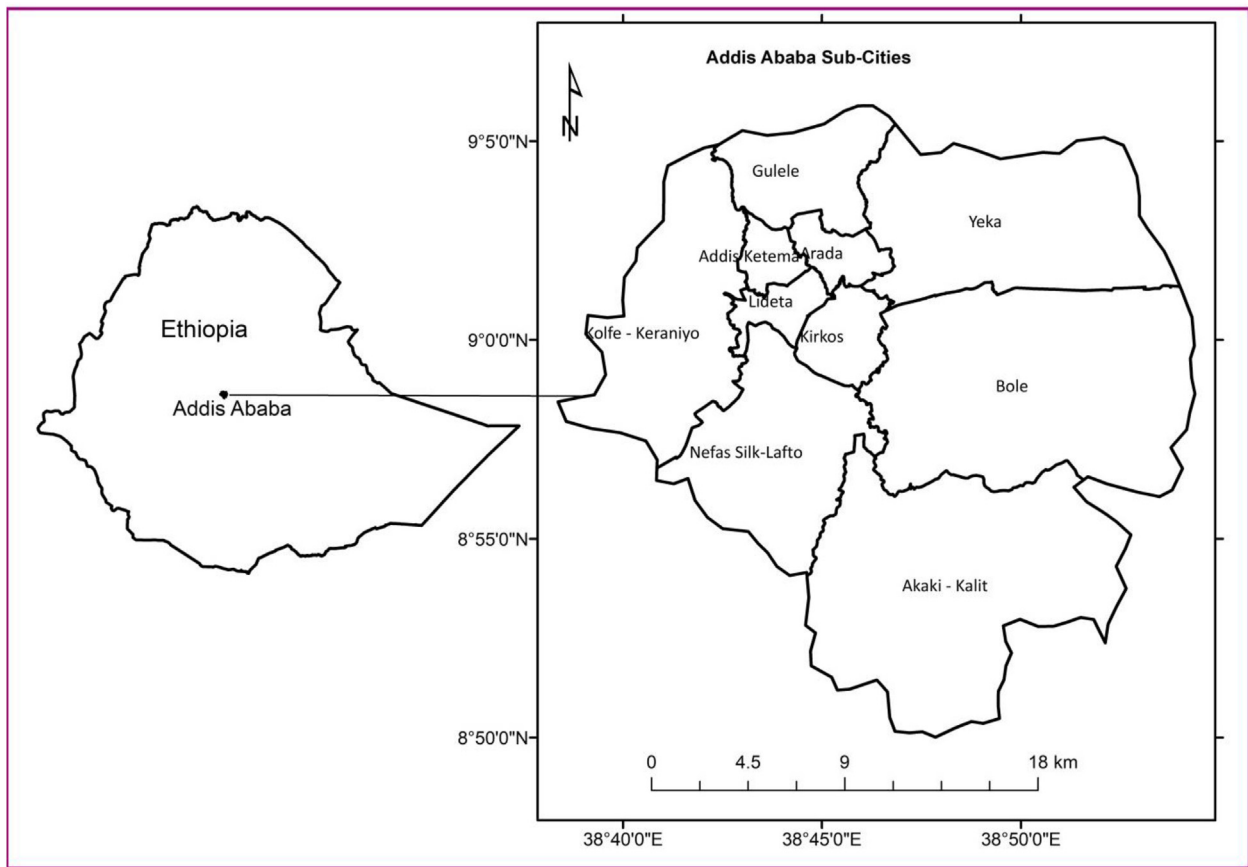 Addis Ababa Sub-Cities
N
9°5'0"N
9°0'0"N
8°55'0"N
8°50'0"N
Ethiopia
Addis Ababa
Gulele
Yeka
Addis Ketema
Arada
Lideta
Kolfe - Keraniyo
Kirkos
Bole
Nefas Silk-Lafto
Akaki - Kalit
0 4.5 9 18 km
38°40'0"E 38°45'0"E 38°50'0"E